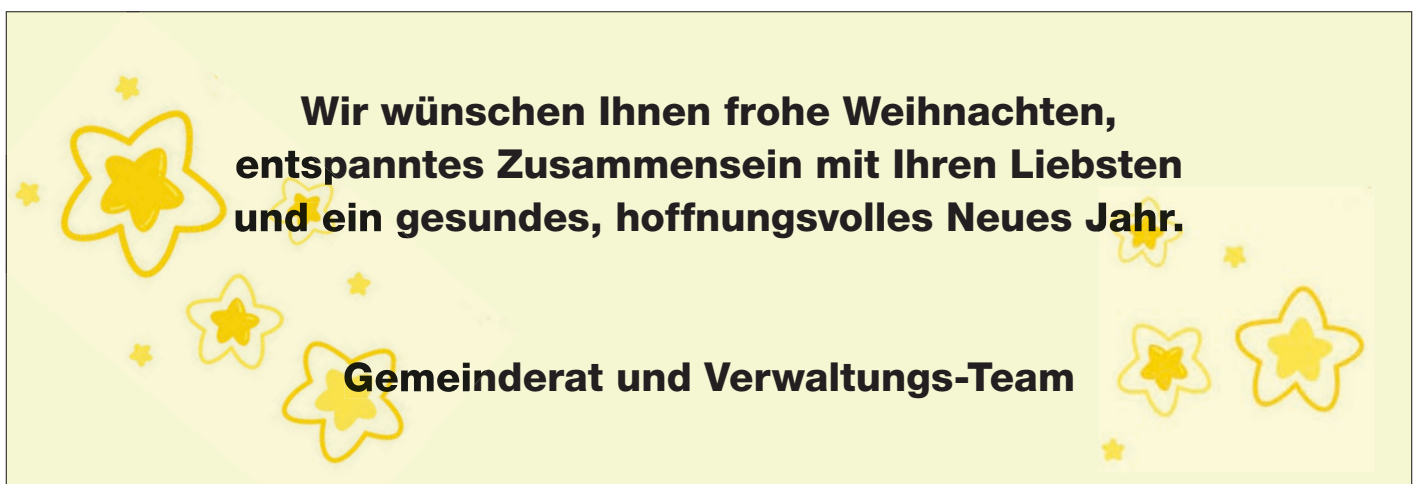 Wir wünschen Ihnen frohe Weihnachten,
entspanntes Zusammensein mit Ihren Liebsten
und ein gesundes, hoffnungsvolles Neues Jahr.
Gemeinderat und Verwaltungs-Team